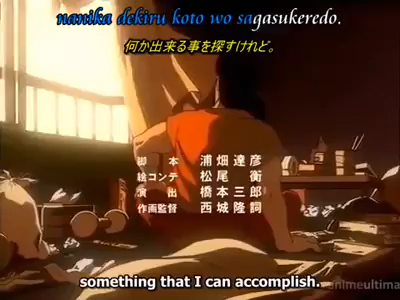 nanika dekiru koto wo sagasukeredo.
何か出来る事を探すけれど。
脚　本　浦畑達彦
絵コンテ　松尾　衡
演　出　橋本三郎
作画監督　西城隆詞
something that I can accomplish.
animeultima